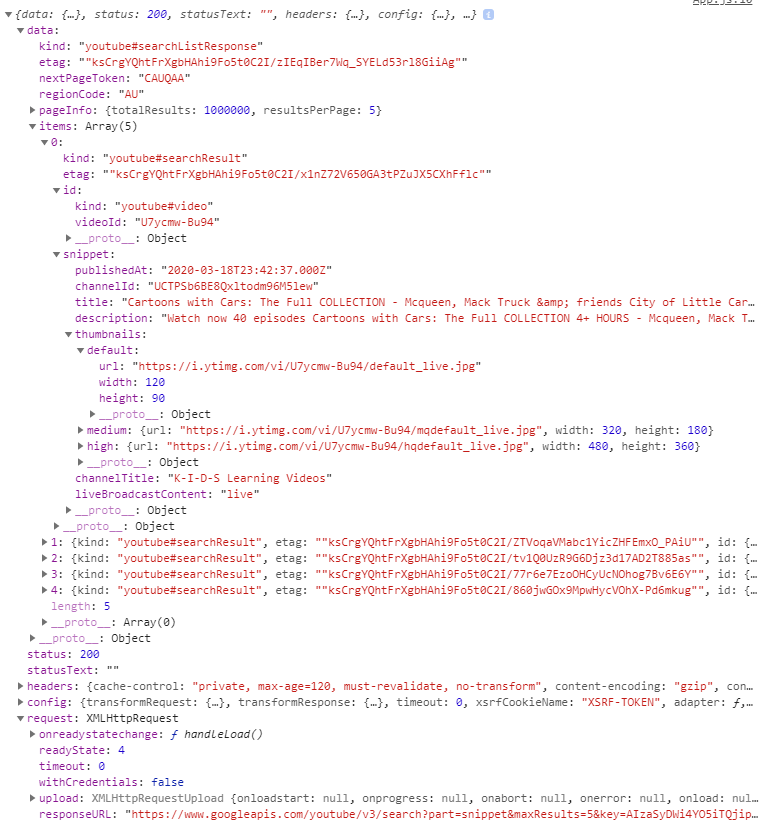 App.js:16
▼{data: {…}, status: 200, statusText: "", headers: {…}, config: {…}, …} i
▼data:
kind: "youtube#searchListResponse"
etag: ""ksCrgYQhtFrXgbHAhi9Fo5t0C2I/zIEqIBer7Wq_SYELd53rl8GiiAg""
nextPageToken: "CAUQAA"
regionCode: "AU"
▶pageInfo: {totalResults: 1000000, resultsPerPage: 5}
▼items: Array(5)
▼0:
kind: "youtube#searchResult"
etag: ""ksCrgYQhtFrXgbHAhi9Fo5t0C2I/x1nZ72V650GA3tPZuJX5CXhFflc""
▼id:
kind: "youtube#video"
videoId: "U7ycmw-Bu94"
▶__proto__: Object
▼snippet:
publishedAt: "2020-03-18T23:42:37.000Z"
channelId: "UCTPSb6BE8Qxltodm96M5lew"
title: "Cartoons with Cars: The Full COLLECTION - Mcqueen, Mack Truck &amp; friends City of Little Car…
description: "Watch now 40 episodes Cartoons with Cars: The Full COLLECTION 4+ HOURS - Mcqueen, Mack T…
▼thumbnails:
▼default:
url: "https://i.ytimg.com/vi/U7ycmw-Bu94/default_live.jpg"
width: 120
height: 90
▶__proto__: Object
▶medium: {url: "https://i.ytimg.com/vi/U7ycmw-Bu94/mqdefault_live.jpg", width: 320, height: 180}
▶high: {url: "https://i.ytimg.com/vi/U7ycmw-Bu94/hqdefault_live.jpg", width: 480, height: 360}
▶__proto__: Object
channelTitle: "K-I-D-S Learning Videos"
liveBroadcastContent: "live"
▶__proto__: Object
▶__proto__: Object
▶1: {kind: "youtube#searchResult", etag: ""ksCrgYQhtFrXgbHAhi9Fo5t0C2I/ZTVoqaVMabc1YicZHFEmxO_PAiU"", id: {…
▶2: {kind: "youtube#searchResult", etag: ""ksCrgYQhtFrXgbHAhi9Fo5t0C2I/tv1Q0UzR9G6Djz3d17AD2T885as"", id: {…
▶3: {kind: "youtube#searchResult", etag: ""ksCrgYQhtFrXgbHAhi9Fo5t0C2I/77r6e7EzoOHCyUcNOhog7Bv6E6Y"", id: {…
▶4: {kind: "youtube#searchResult", etag: ""ksCrgYQhtFrXgbHAhi9Fo5t0C2I/860jwGOx9MpwHycVOhX-Pd6mkug"", id: {…
length: 5
▶__proto__: Array(0)
▶__proto__: Object
status: 200
statusText: ""
▶headers: {cache-control: "private, max-age=120, must-revalidate, no-transform", content-encoding: "gzip", con…
▶config: {transformRequest: {…}, transformResponse: {…}, timeout: 0, xsrfCookieName: "XSRF-TOKEN", adapter: ƒ,…
▼request: XMLHttpRequest
▶onreadystatechange: ƒ handleLoad()
readyState: 4
timeout: 0
withCredentials: false
▶upload: XMLHttpRequestUpload {onloadstart: null, onprogress: null, onabort: null, onerror: null, onload: nul…
responseURL: "https://www.googleapis.com/youtube/v3/search?part=snippet&maxResults=5&key=AIzaSyDWi4YO5iTQjip…